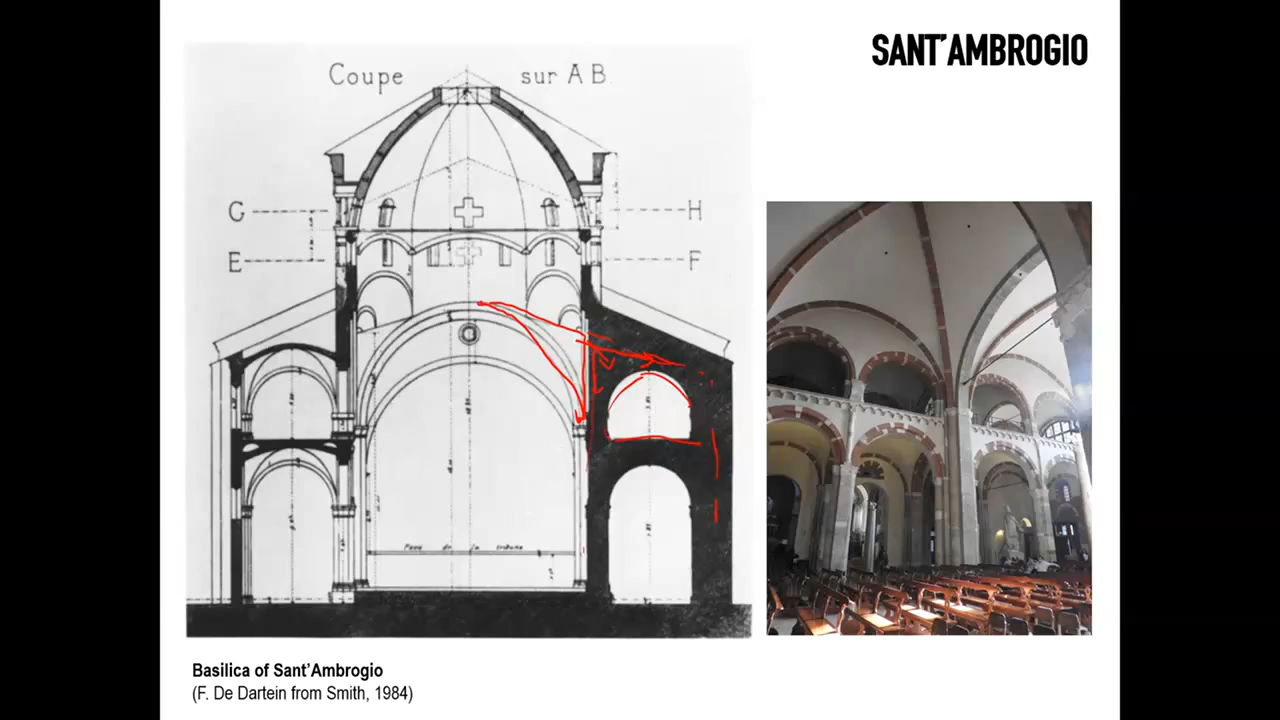 SANT'AMBROGIO
Coupe sur A B.
G H
E F
Basilica of Sant'Ambrogio
(F. De Dartein from Smith, 1984)